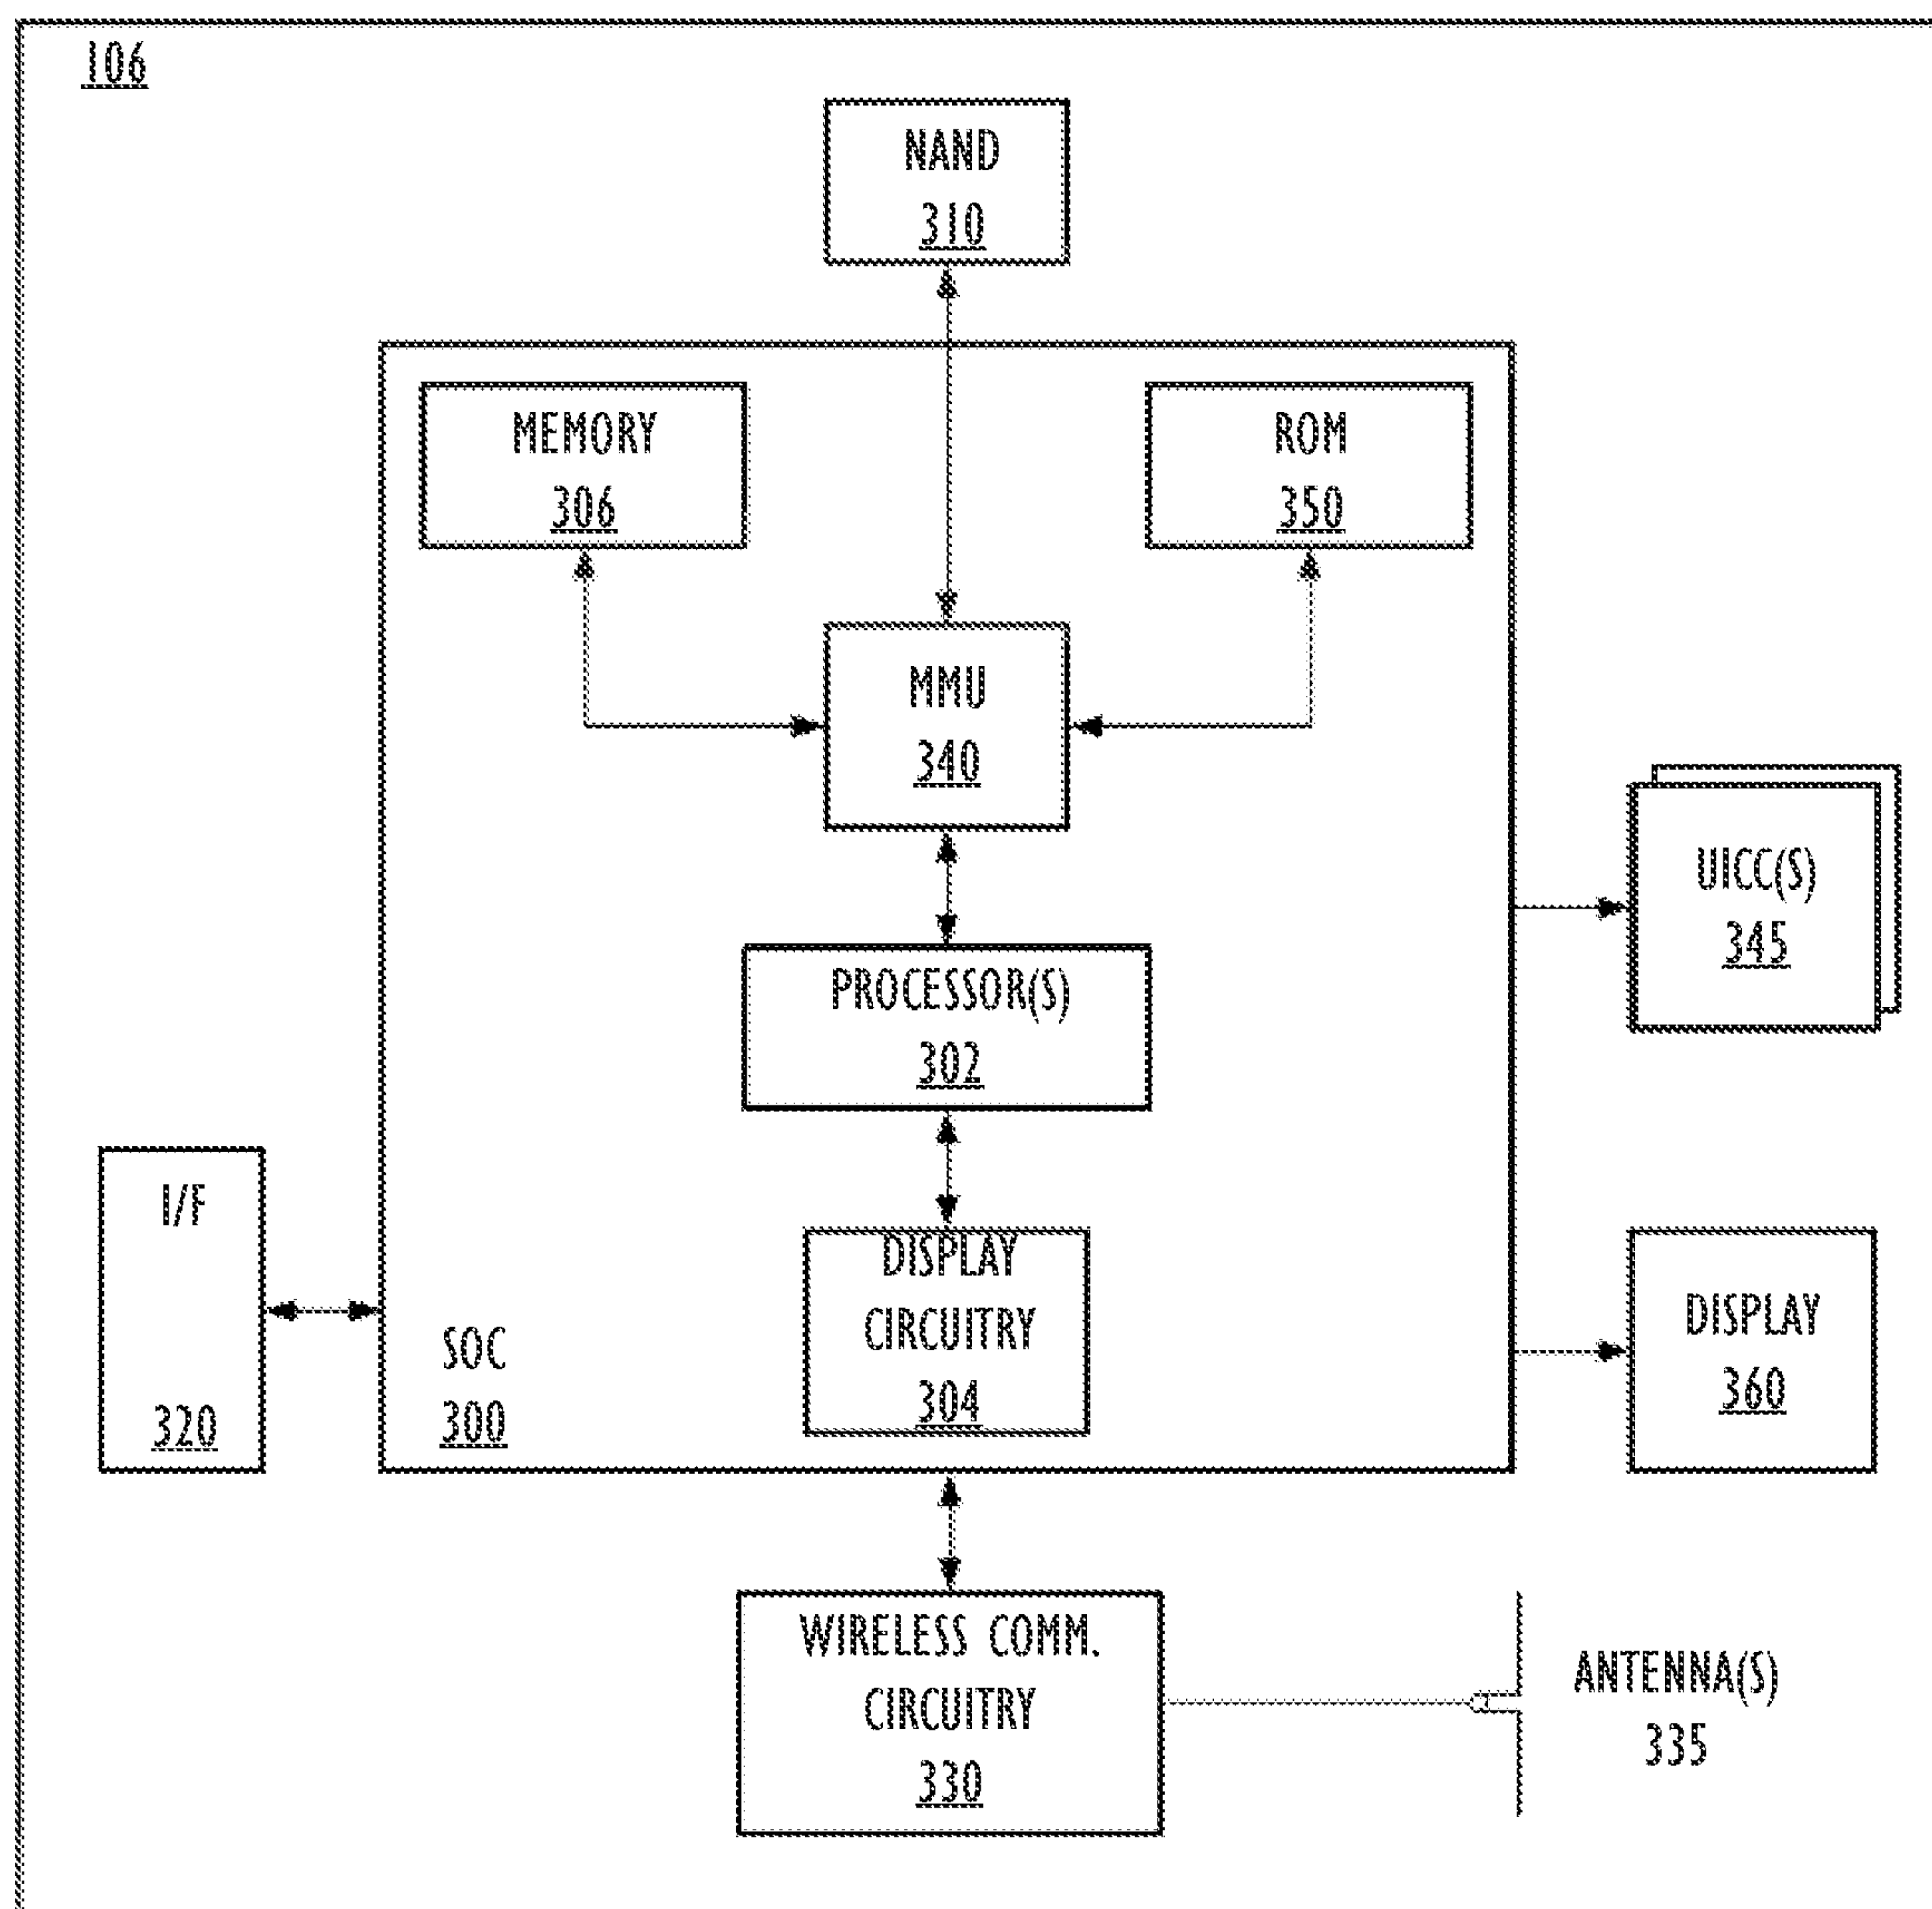 106
NAND
310
MEMORY
306
ROM
350
MMU
340
UICC(S)
345
PROCESSOR(S)
302
I/F
320
DISPLAY
CIRCUITRY
304
SOC
300
DISPLAY
360
WIRELESS COMM.
CIRCUITRY
330
ANTENNA(S)
335